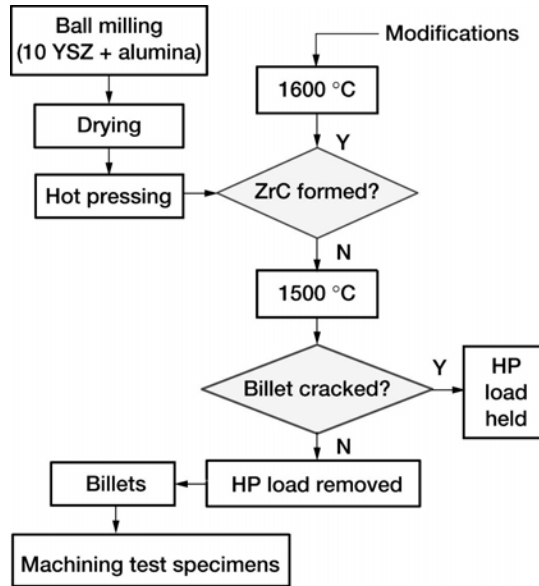 Ball milling
(10 YSZ + alumina)
Modifications
1600 °C
Drying
Y
Hot pressing
ZrC formed?
N
1500 °C
Billet cracked?
Y
HP
load
held
N
Billets
HP load removed
Machining test specimens